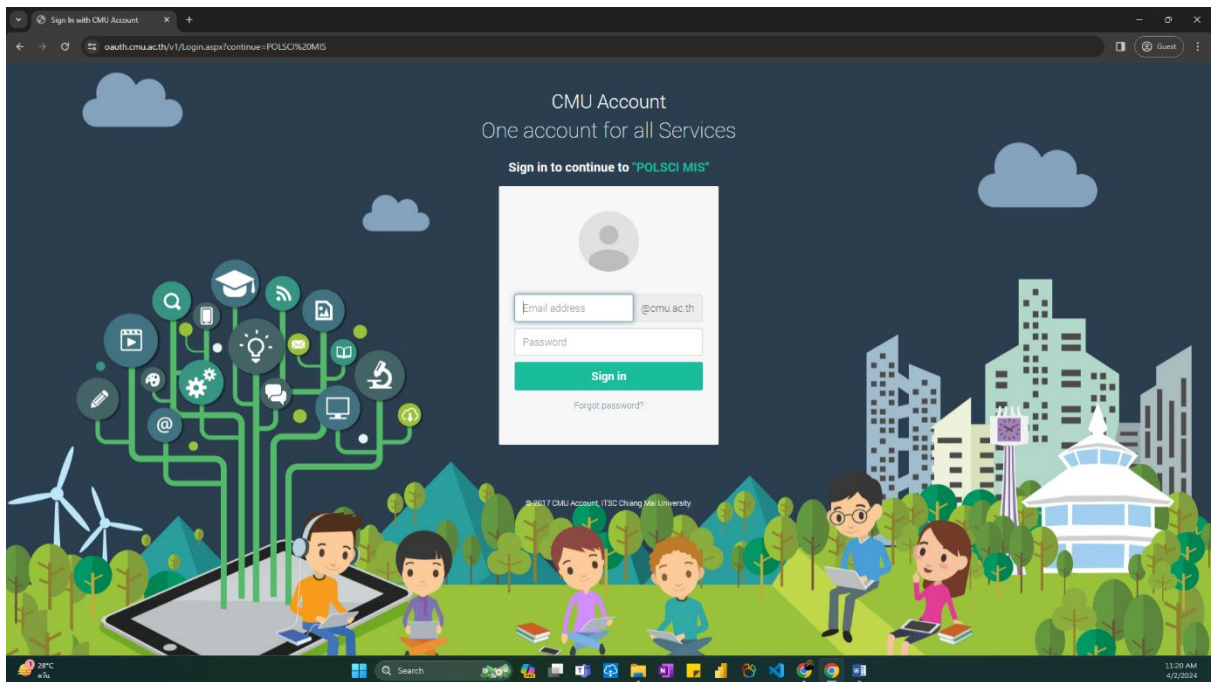 Sign In with CMU Account
oauth.cmu.ac.th/v1/Login.aspx?continue=POLSCI%20MIS
Guest
CMU Account
One account for all Services
Sign in to continue to "POLSCI MIS"
Email address @cmu.ac.th
Password
Sign in
Forgot password?
@
© 2017 CMU Account, ITSC Chiang Mai University.
28°C
Search
11:20 AM
4/2/2024